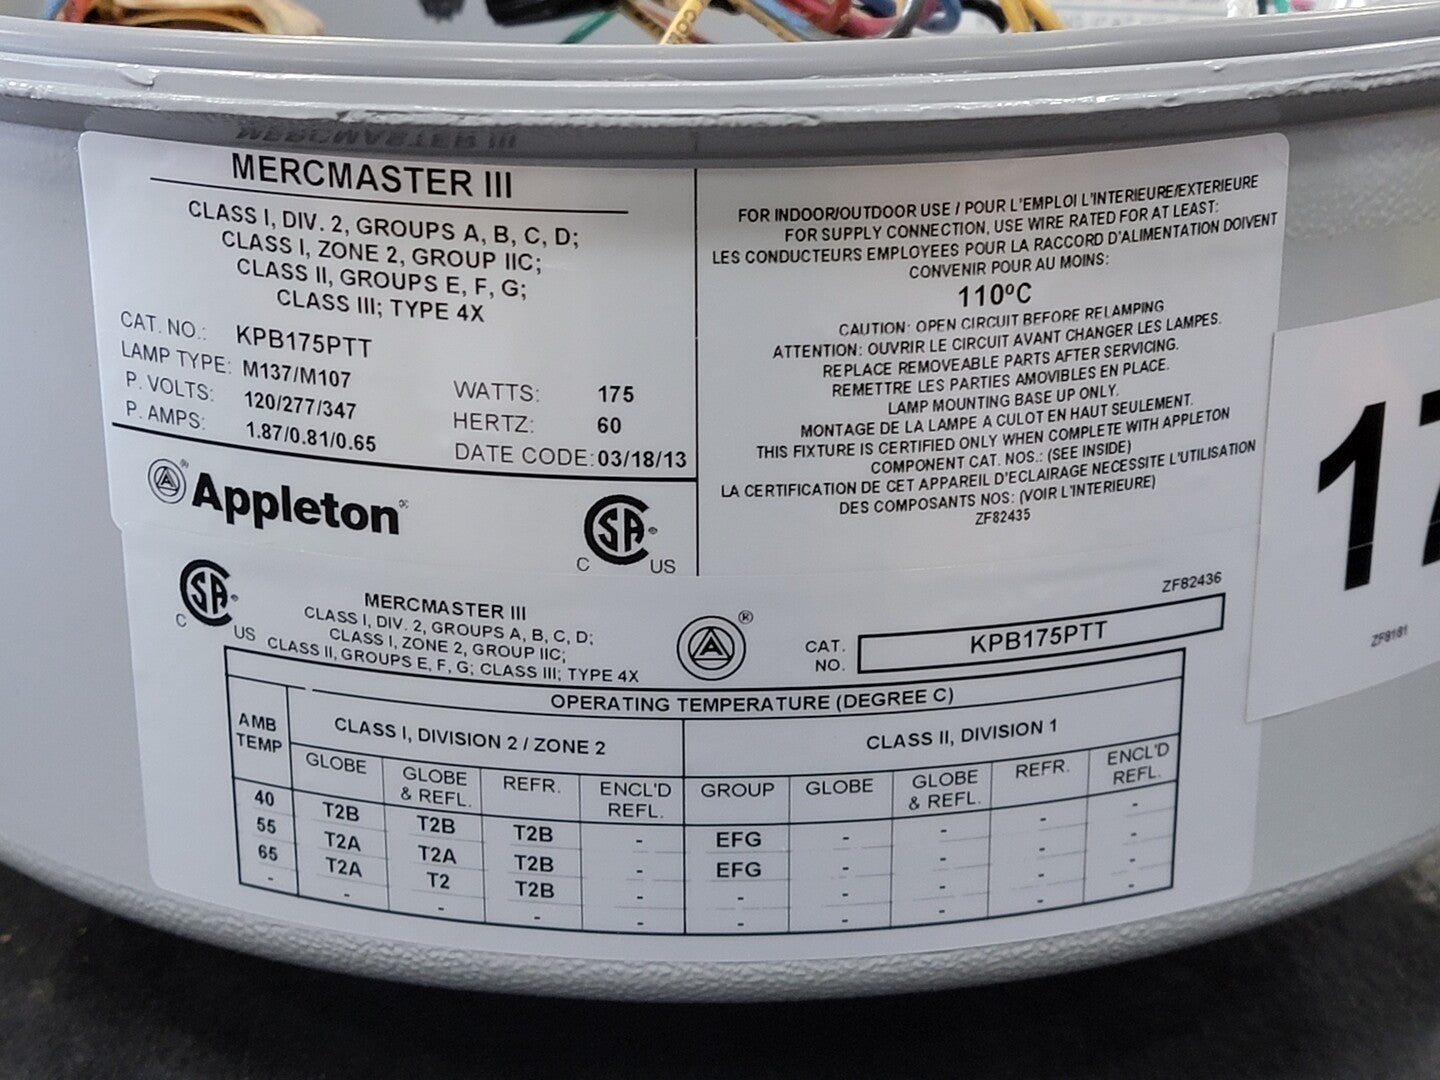 MERCMASTER III
CLASS I, DIV. 2, GROUPS A, B, C, D;
CLASS I, ZONE 2, GROUP IIC;
CLASS II, GROUPS E, F, G;
CLASS III; TYPE 4X
CAT. NO.: KPB175PTT
LAMP TYPE: M137/M107
P. VOLTS: 120/277/347
P. AMPS: 1.87/0.81/0.65
WATTS: 175
HERTZ: 60
DATE CODE: 03/18/13
Appleton
CSA
C US
FOR INDOOR/OUTDOOR USE / POUR L'EMPLOI L'INTERIEURE/EXTERIEURE
FOR SUPPLY CONNECTION, USE WIRE RATED FOR AT LEAST:
LES CONDUCTEURS EMPLOYEES POUR LA RACCORD D'ALIMENTATION DOIVENT
CONVENIR POUR AU MOINS:
110ºC
CAUTION: OPEN CIRCUIT BEFORE RELAMPING
ATTENTION: OUVRIR LE CIRCUIT AVANT CHANGER LES LAMPES.
REPLACE REMOVEABLE PARTS AFTER SERVICING.
REMETTRE LES PARTIES AMOVIBLES EN PLACE.
LAMP MOUNTING BASE UP ONLY.
MONTAGE DE LA LAMPE A CULOT EN HAUT SEULEMENT.
THIS FIXTURE IS CERTIFIED ONLY WHEN COMPLETE WITH APPLETON
COMPONENT CAT. NOS.: (SEE INSIDE)
LA CERTIFICATION DE CET APPAREIL D'ECLAIRAGE NECESSITE L'UTILISATION
DES COMPOSANTS NOS: (VOIR L'INTERIEURE)
ZF82435
CSA
C US
MERCMASTER III
CLASS I, DIV. 2, GROUPS A, B, C, D;
CLASS I, ZONE 2, GROUP IIC;
CLASS II, GROUPS E, F, G; CLASS III; TYPE 4X
A ®
ZF82436
CAT. NO. KPB175PTT
OPERATING TEMPERATURE (DEGREE C)
AMB TEMP CLASS I, DIVISION 2 / ZONE 2 CLASS II, DIVISION 1
GLOBE GLOBE & REFL. REFR. ENCL'D REFL. GROUP GLOBE GLOBE & REFL. REFR. ENCL'D REFL.
40 T2B T2B T2B - EFG - - - -
55 T2A T2A T2B - EFG - - - -
65 T2A T2 T2B - - - - - -
- - - - - - - - - -
17
ZF8181